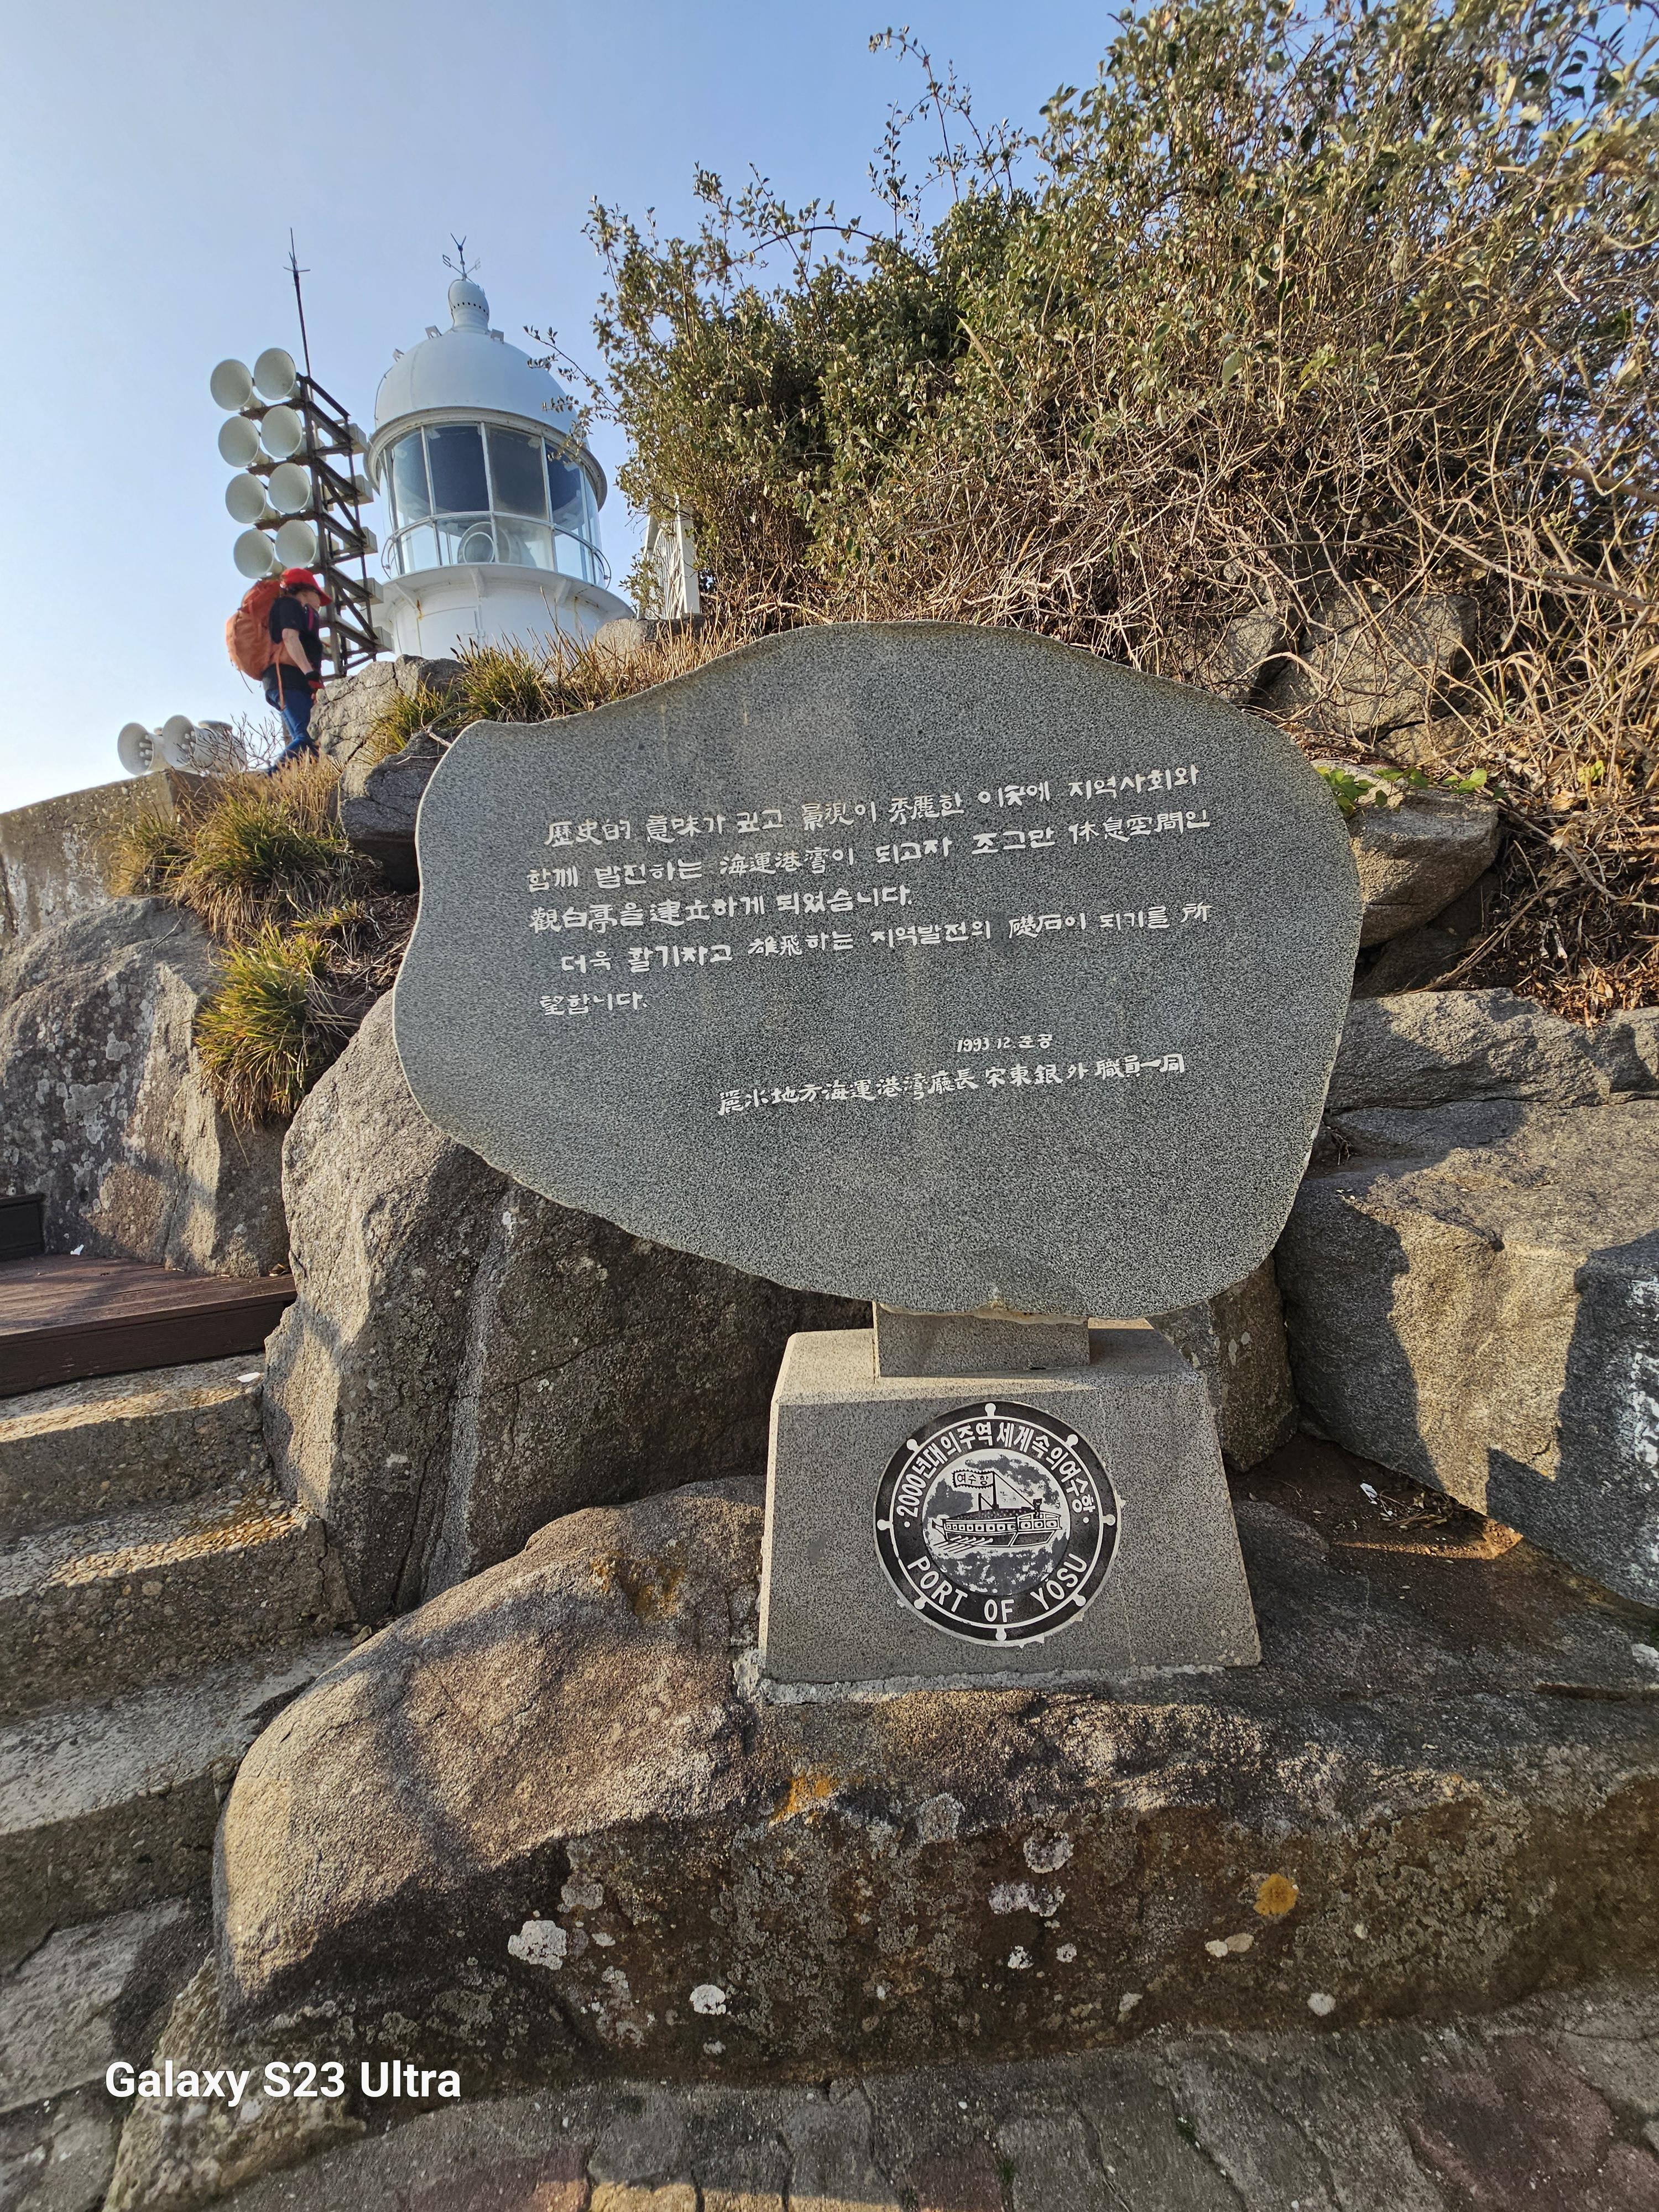 歷史的 意味가 깊고 景視이 秀麗한 이곳에 지역사회와
함께 발전하는 海運港灣이 되고자 조그만 休息空間인
觀白亭을 建立하게 되었습니다.
더욱 활기차고 雄飛하는 지역발전의 礎石이 되기를 所
望합니다.
1993.12.준공
麗水地方海運港灣廳長 宋東銀 外 職員一同
2000년대의주역 세계속의여수항
여수항
PORT OF YŎSU
Galaxy S23 Ultra